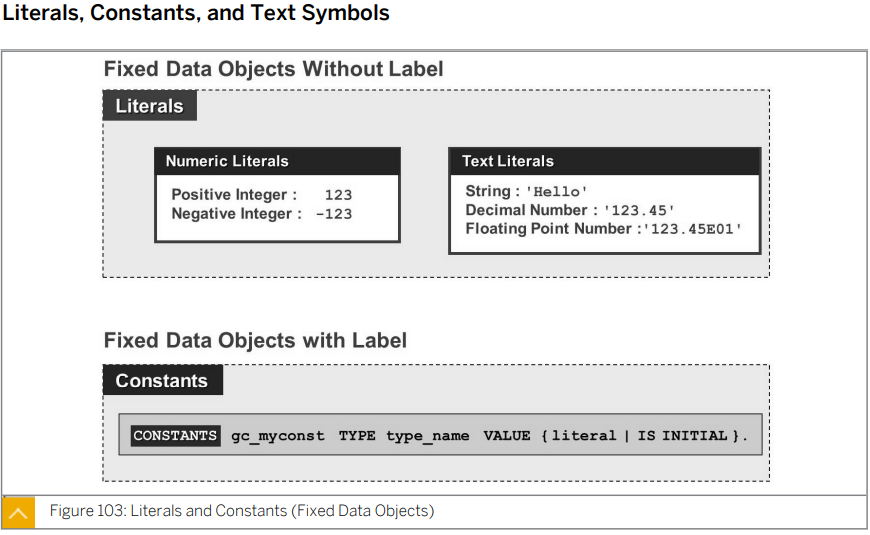 Literals, Constants, and Text Symbols
Fixed Data Objects Without Label
Literals
Numeric Literals
Positive Integer : 123
Negative Integer : -123
Text Literals
String : 'Hello'
Decimal Number : '123.45'
Floating Point Number :'123.45E01'
Fixed Data Objects with Label
Constants
CONSTANTS gc_myconst TYPE type_name VALUE { literal | IS INITIAL }.
Figure 103: Literals and Constants (Fixed Data Objects)